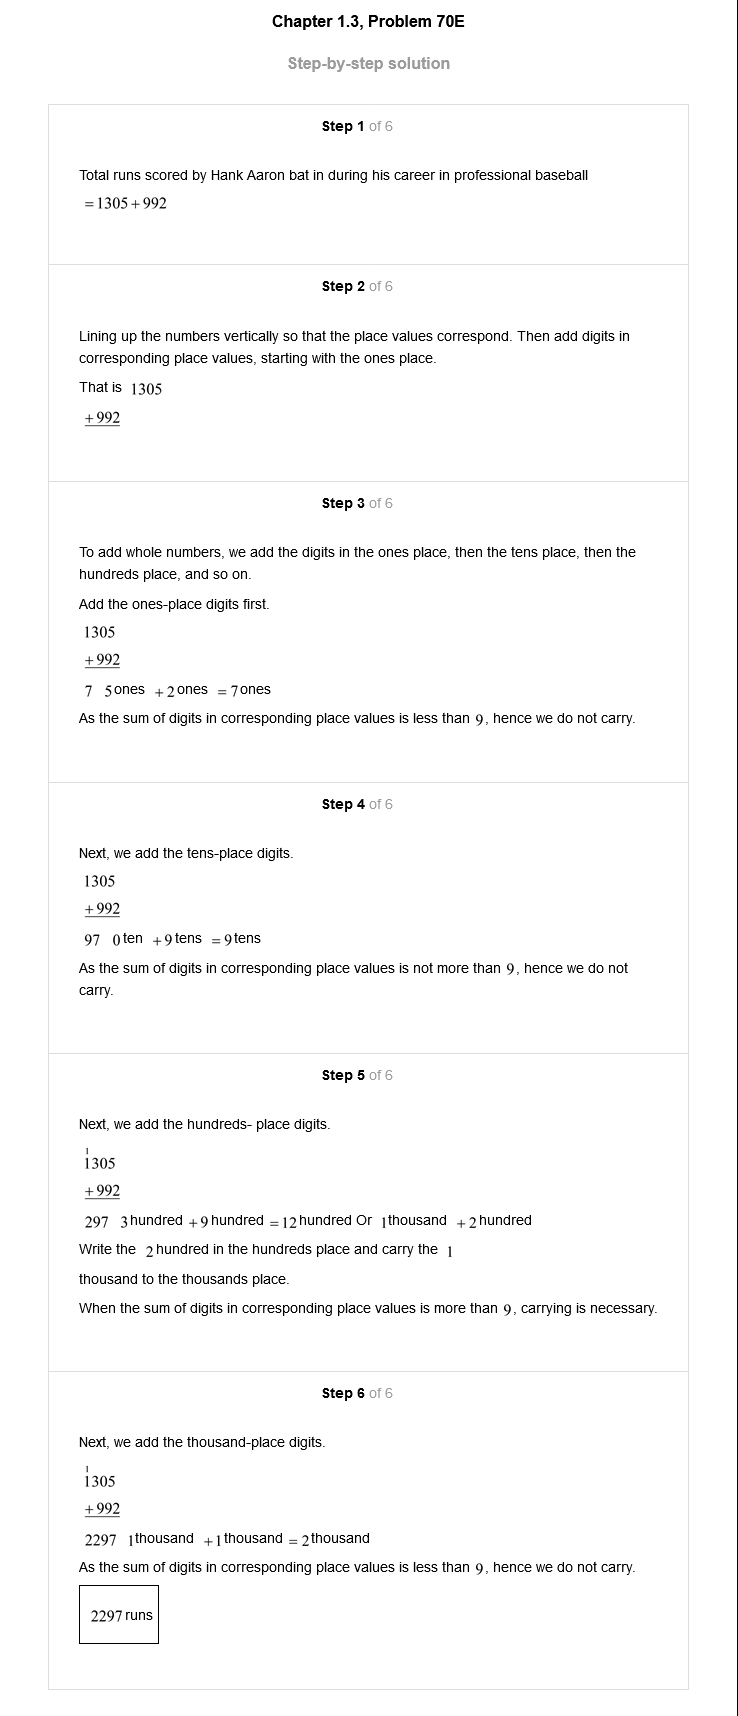 Chapter 1.3, Problem 70E
Step-by-step solution
Step 1 of 6
Total runs scored by Hank Aaron bat in during his career in professional baseball
=1305+992
Step 2 of 6
Lining up the numbers vertically so that the place values correspond. Then add digits in
corresponding place values, starting with the ones place.
That is 1305
+992
Step 3 of 6
To add whole numbers, we add the digits in the ones place, then the tens place, then the
hundreds place, and so on.
Add the ones-place digits first.
1305
+992
7 5 ones +2 ones =7 ones
As the sum of digits in corresponding place values is less than 9, hence we do not carry.
Step 4 of 6
Next, we add the tens-place digits.
1305
+992
97 0 ten +9 tens =9 tens
As the sum of digits in corresponding place values is not more than 9, hence we do not
carry.
Step 5 of 6
Next, we add the hundreds- place digits.
1
1305
+992
297 3 hundred +9 hundred =12 hundred Or 1 thousand +2 hundred
Write the 2 hundred in the hundreds place and carry the 1
thousand to the thousands place.
When the sum of digits in corresponding place values is more than 9, carrying is necessary.
Step 6 of 6
Next, we add the thousand-place digits.
1
1305
+992
2297 1 thousand +1 thousand =2 thousand
As the sum of digits in corresponding place values is less than 9, hence we do not carry.
2297 runs